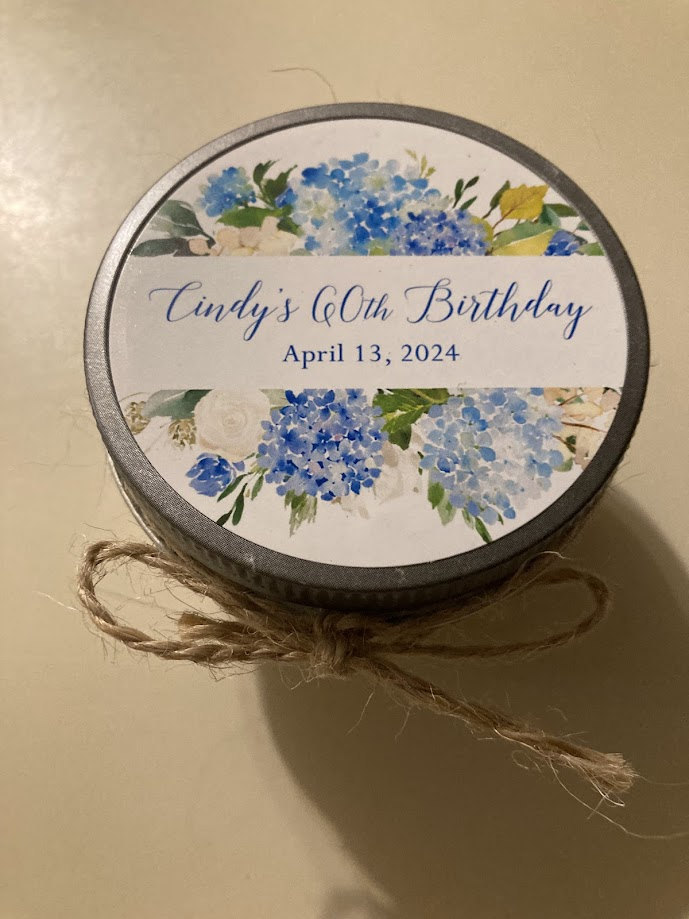 Cindy's 60th Birthday
April 13, 2024